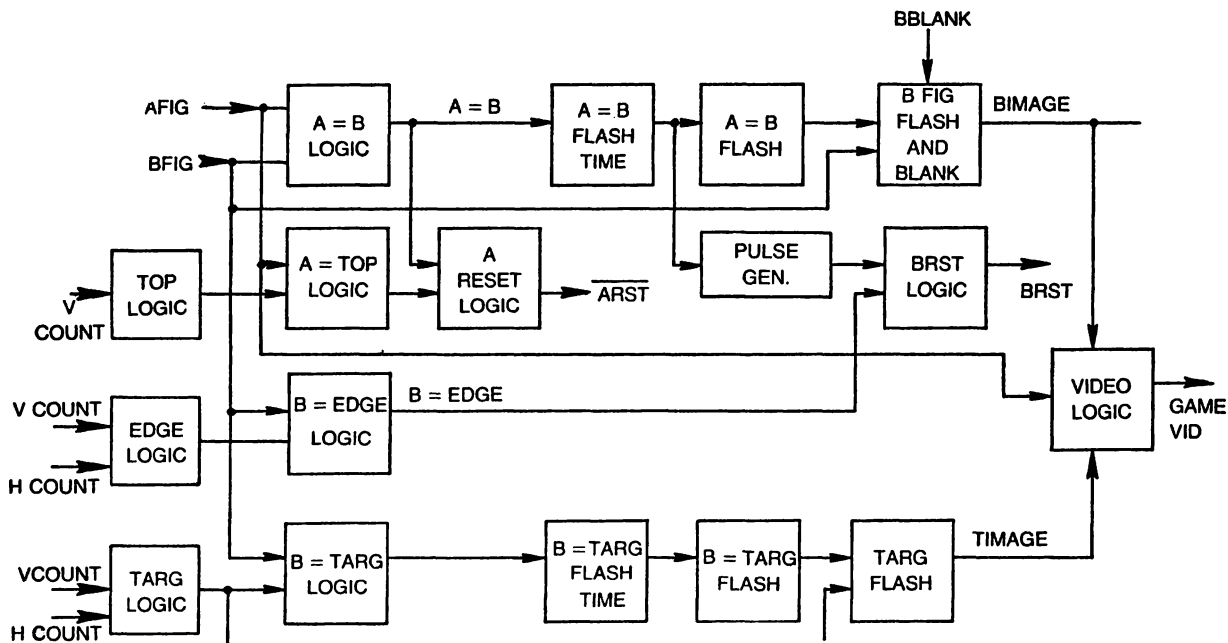 BBLANK
AFIG
A = B
LOGIC
A = B
A = B
FLASH
TIME
A = B
FLASH
B FIG
FLASH
AND
BLANK
BIMAGE
BFIG
V
COUNT
TOP
LOGIC
A = TOP
LOGIC
A
RESET
LOGIC
ARST
PULSE
GEN.
BRST
LOGIC
BRST
V COUNT
H COUNT
EDGE
LOGIC
B = EDGE
LOGIC
B = EDGE
VIDEO
LOGIC
GAME
VID
VCOUNT
H COUNT
TARG
LOGIC
B = TARG
LOGIC
B = TARG
FLASH
TIME
B = TARG
FLASH
TARG
FLASH
TIMAGE